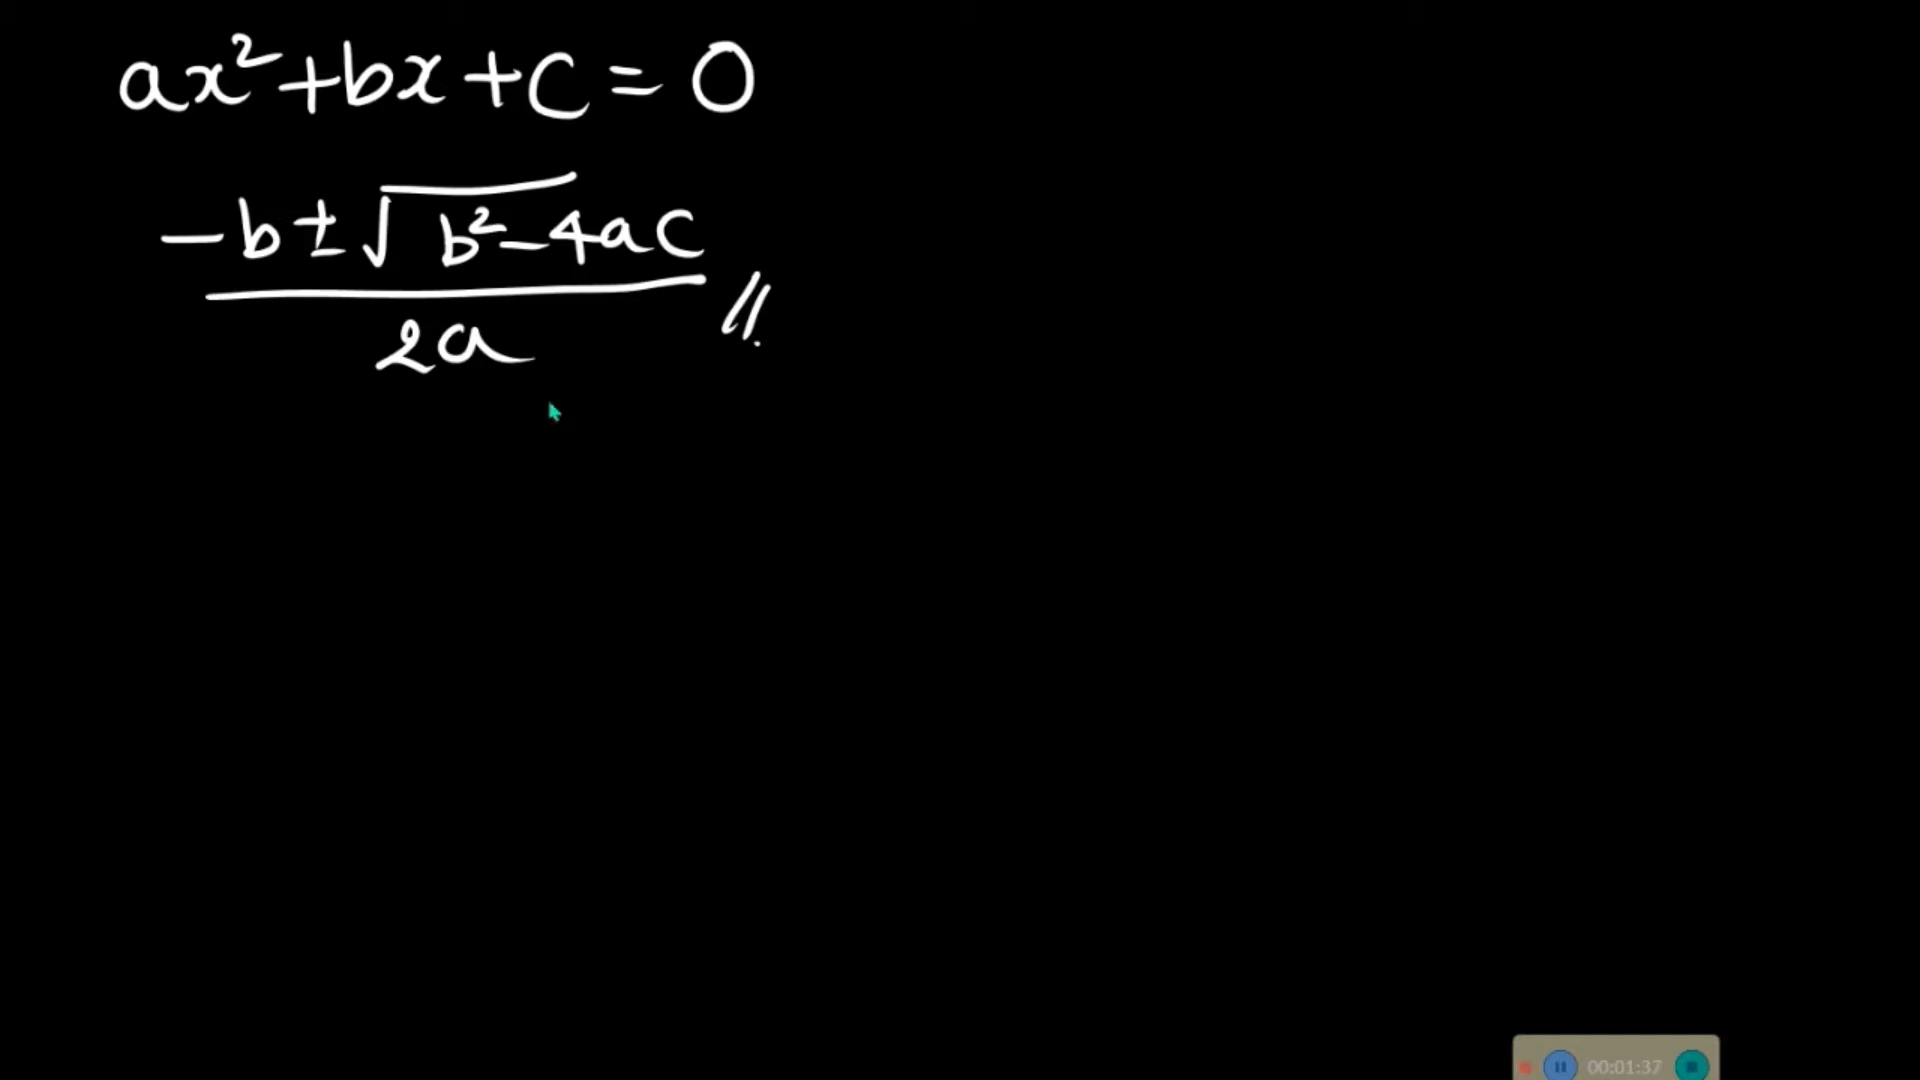 ax²+bx+c=0
-b±√b²-4ac
2a //.
00:01:37